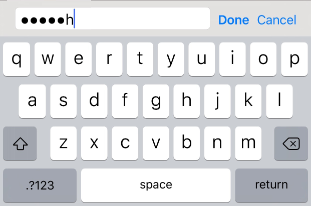 ●●●●●h Done Cancel
q w e r t y u i o p
a s d f g h j k l
z x c v b n m
.?123 space return